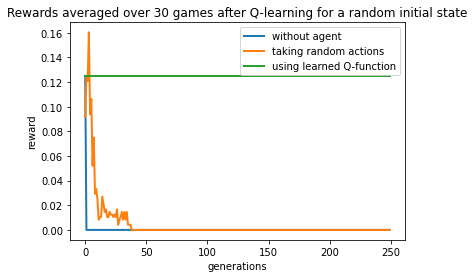 Rewards averaged over 30 games after Q-learning for a random initial state
without agent
taking random actions
using learned Q-function
reward
0.16
0.14
0.12
0.10
0.08
0.06
0.04
0.02
0.00
0
50
100
150
200
250
generations